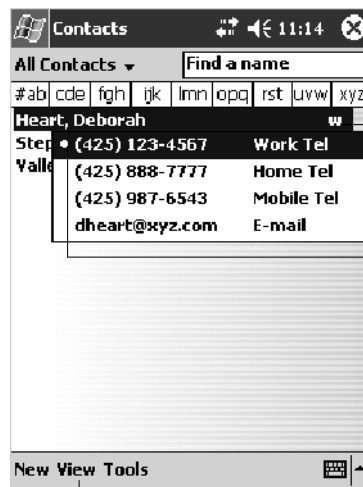 Contacts 11:14
All Contacts Find a name
#ab cde fgh ijk lmn opq rst uvw xyz
Heart, Deborah w
Step (425) 123-4567 Work Tel
Valle (425) 888-7777 Home Tel
(425) 987-6543 Mobile Tel
dheart@xyz.com E-mail
New View Tools